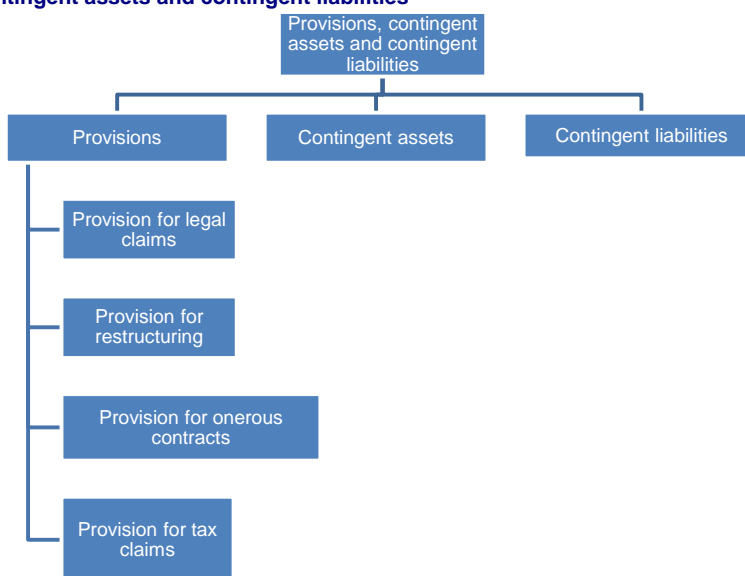 ntingent assets and contingent liabilities
Provisions, contingent
assets and contingent
liabilities
Provisions
Contingent assets
Contingent liabilities
Provision for legal
claims
Provision for
restructuring
Provision for onerous
contracts
Provision for tax
claims